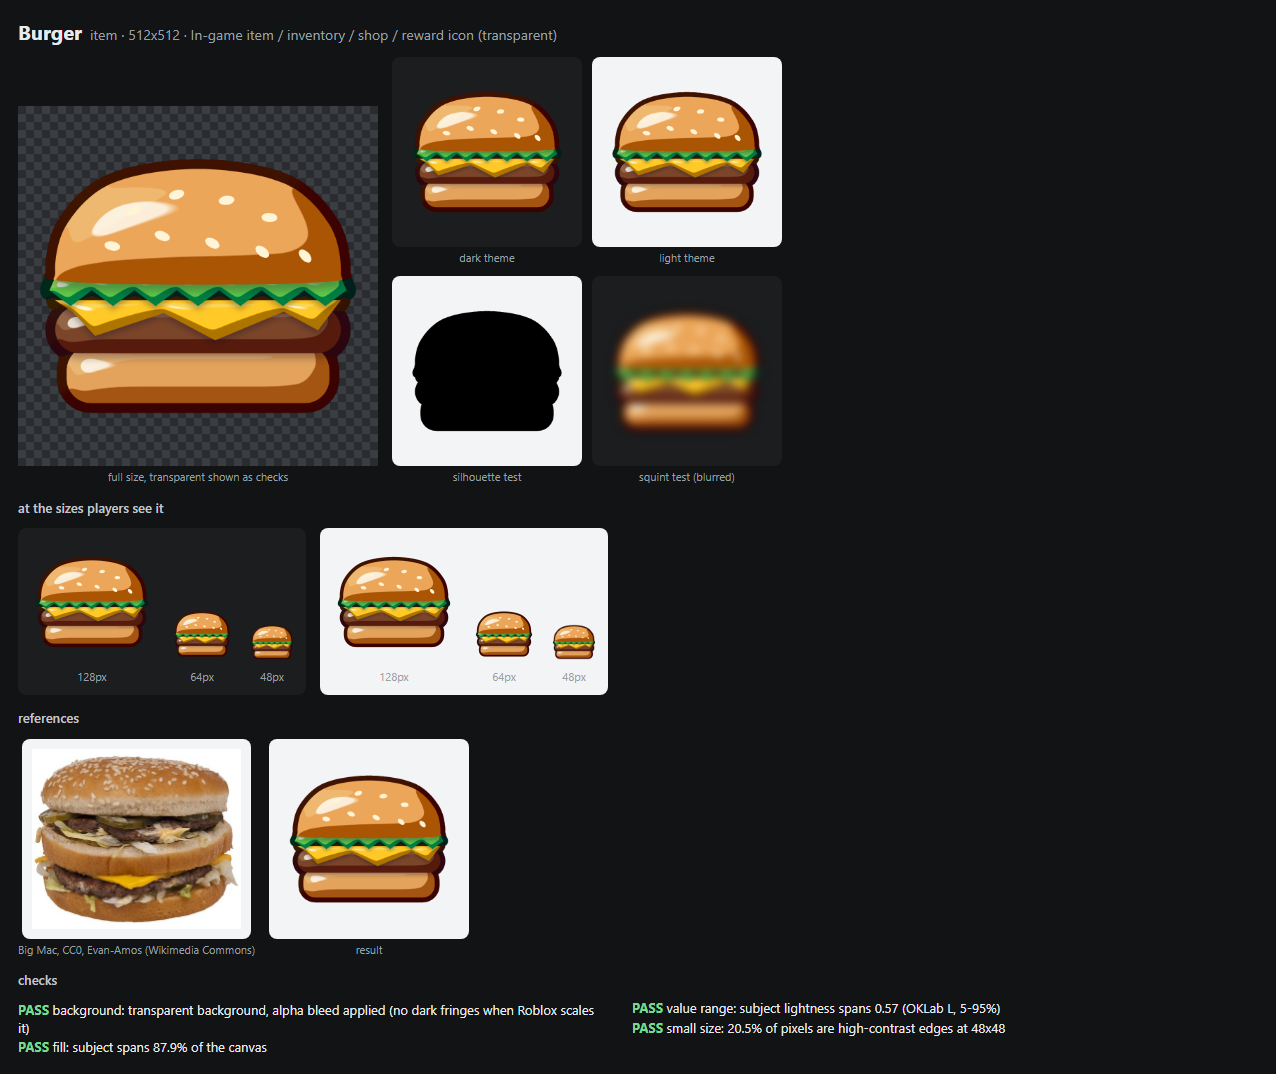 Burger item · 512x512 · In-game item / inventory / shop / reward icon (transparent)
dark theme
light theme
full size, transparent shown as checks
silhouette test
squint test (blurred)
at the sizes players see it
128px
64px
48px
128px
64px
48px
references
Big Mac, CC0, Evan-Amos (Wikimedia Commons)
result
checks
PASS background: transparent background, alpha bleed applied (no dark fringes when Roblox scales
it)
PASS fill: subject spans 87.9% of the canvas
PASS value range: subject lightness spans 0.57 (OKLab L, 5-95%)
PASS small size: 20.5% of pixels are high-contrast edges at 48x48